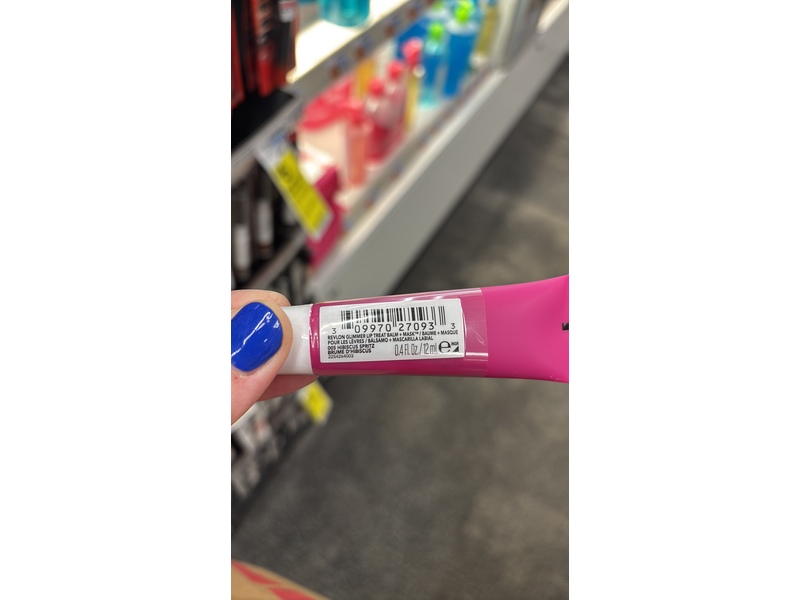 3 09970 27093 3
REVLON GLIMMER LIP TREAT BALM + MASK™ / BAUME + MASQUE
POUR LES LÈVRES / BÁLSAMO + MASCARILLA LABIAL
005 HIBISCUS SPRITZ
BRUME D'HIBISCUS
0.4 Fl. Oz / 12 ml e